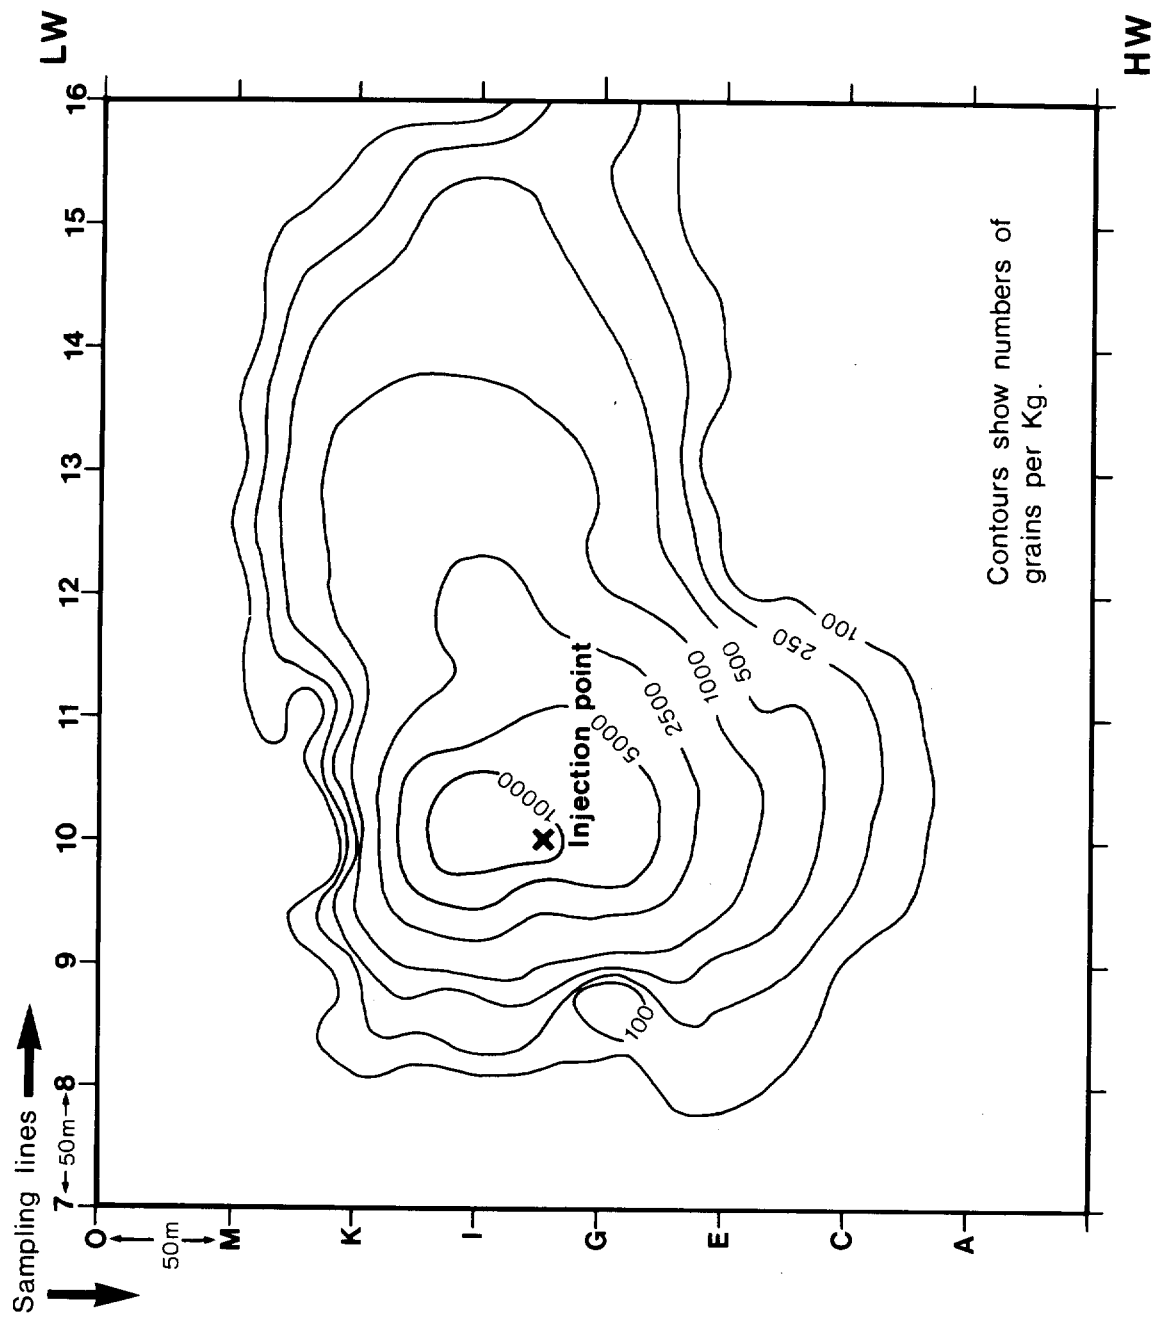 Sampling lines
LW
HW
7 8 9 10 11 12 13 14 15 16
50m
O M K I G E C A
50m
Injection point
10000
5000
2500
1000
500
250
100
100
Contours show numbers of
grains per Kg.